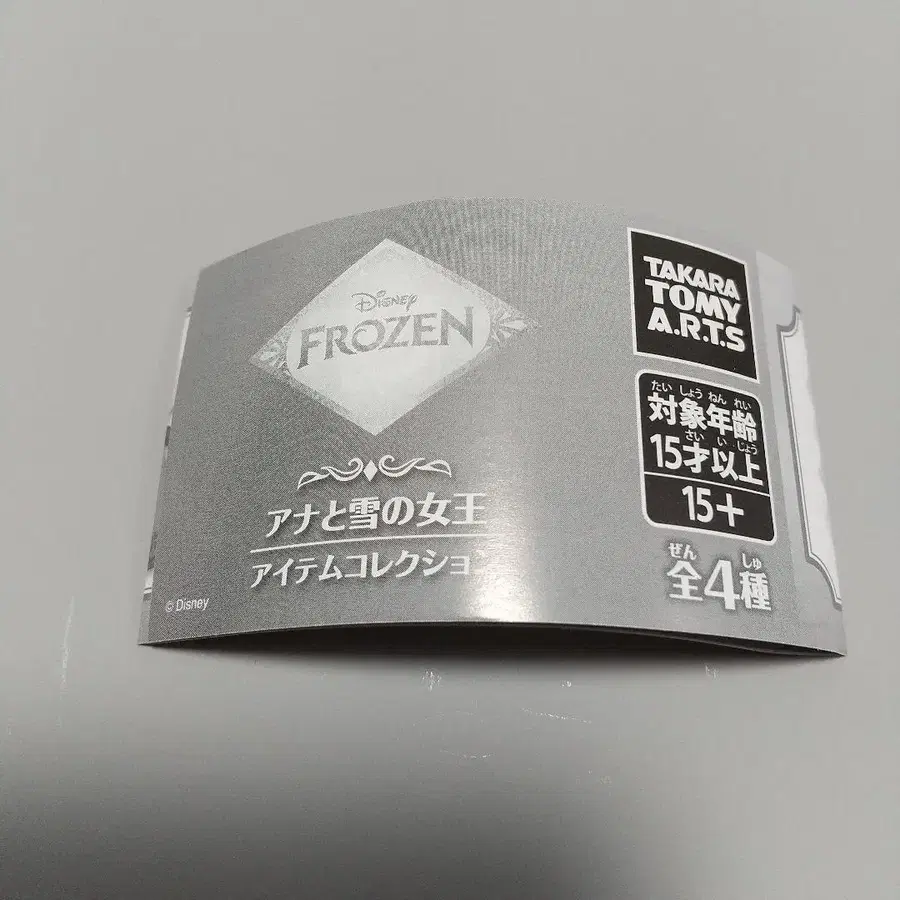 Disney
FROZEN
アナと雪の女王
アイテムコレクショ
© Disney
TAKARA
TOMY
A.R.T.S
たい しょう ねん れい
対象年齢
さい い じょう
15才以上
15+
ぜん しゅ
全4種